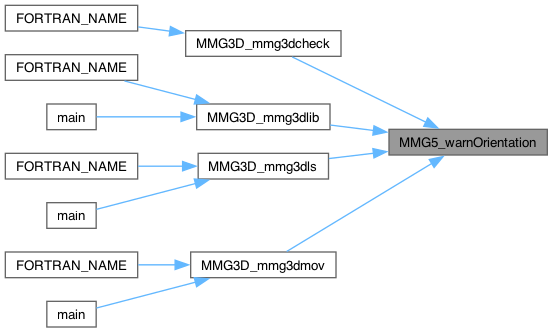 FORTRAN_NAME
MMG3D_mmg3dcheck
FORTRAN_NAME
MMG3D_mmg3dlib
main
MMG5_warnOrientation
FORTRAN_NAME
MMG3D_mmg3dls
main
FORTRAN_NAME
MMG3D_mmg3dmov
main